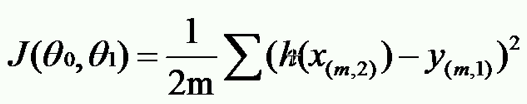 J(θ₀,θ₁) = 1/2m ∑(h(x₍ₘ,₂₎) − y₍ₘ,₁₎)²